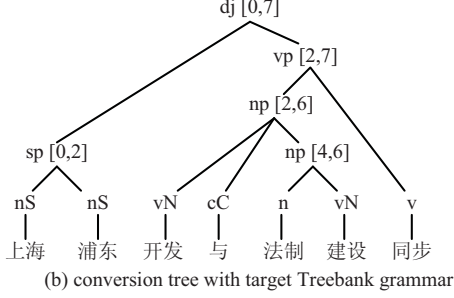 dj [0,7]
vp [2,7]
np [2,6]
sp [0,2] np [4,6]
nS nS vN cC n vN v
上海 浦东 开发 与 法制 建设 同步
(b) conversion tree with target Treebank grammar